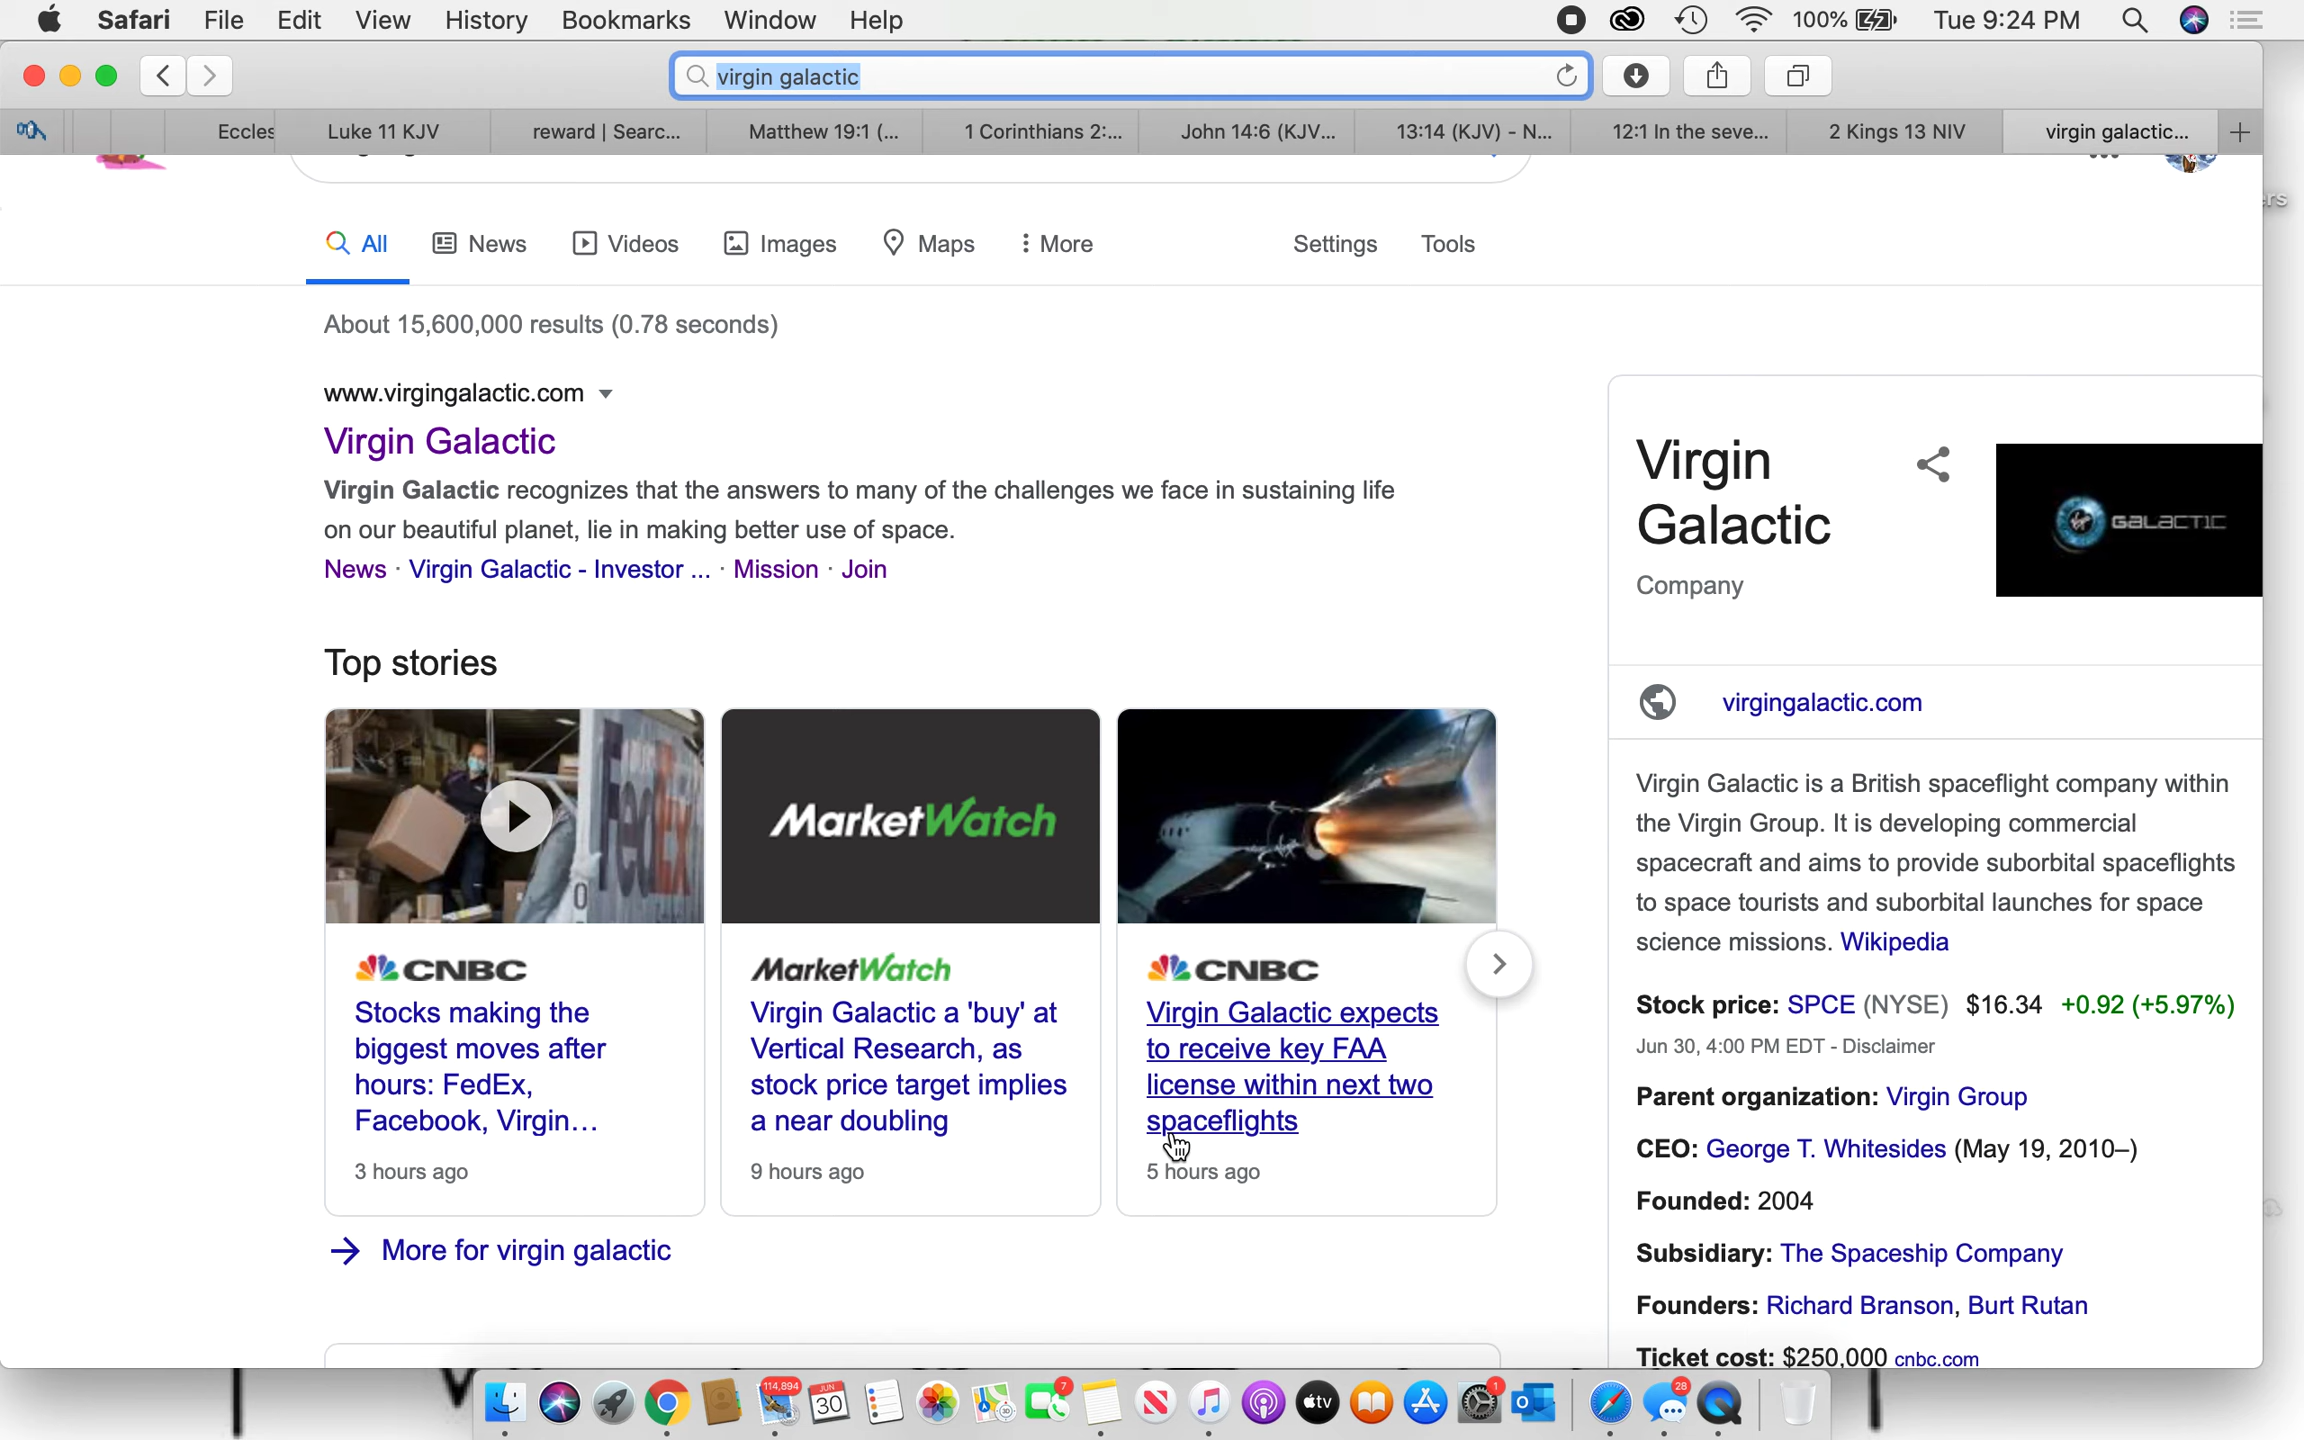 Safari File Edit View History Bookmarks Window Help 100% Tue 9:24 PM
virgin galactic
Eccles Luke 11 KJV reward | Searc... Matthew 19:1 (... 1 Corinthians 2:... John 14:6 (KJV... 13:14 (KJV) - N... 12:1 In the seve... 2 Kings 13 NIV virgin galactic...
All News Videos Images Maps More Settings Tools
About 15,600,000 results (0.78 seconds)
www.virgingalactic.com
Virgin Galactic
Virgin Galactic recognizes that the answers to many of the challenges we face in sustaining life
on our beautiful planet, lie in making better use of space.
News · Virgin Galactic - Investor ... · Mission · Join
Top stories
FedEx
MarketWatch
CNBC
Stocks making the
biggest moves after
hours: FedEx,
Facebook, Virgin...
3 hours ago
MarketWatch
Virgin Galactic a 'buy' at
Vertical Research, as
stock price target implies
a near doubling
9 hours ago
CNBC
Virgin Galactic expects
to receive key FAA
license within next two
spaceflights
5 hours ago
More for virgin galactic
Virgin
Galactic
Company
GALACTIC
virgingalactic.com
Virgin Galactic is a British spaceflight company within
the Virgin Group. It is developing commercial
spacecraft and aims to provide suborbital spaceflights
to space tourists and suborbital launches for space
science missions. Wikipedia
Stock price: SPCE (NYSE) $16.34 +0.92 (+5.97%)
Jun 30, 4:00 PM EDT - Disclaimer
Parent organization: Virgin Group
CEO: George T. Whitesides (May 19, 2010–)
Founded: 2004
Subsidiary: The Spaceship Company
Founders: Richard Branson, Burt Rutan
Ticket cost: $250,000 cnbc.com
ers
114,894 JUN 30 7 tv 1 28